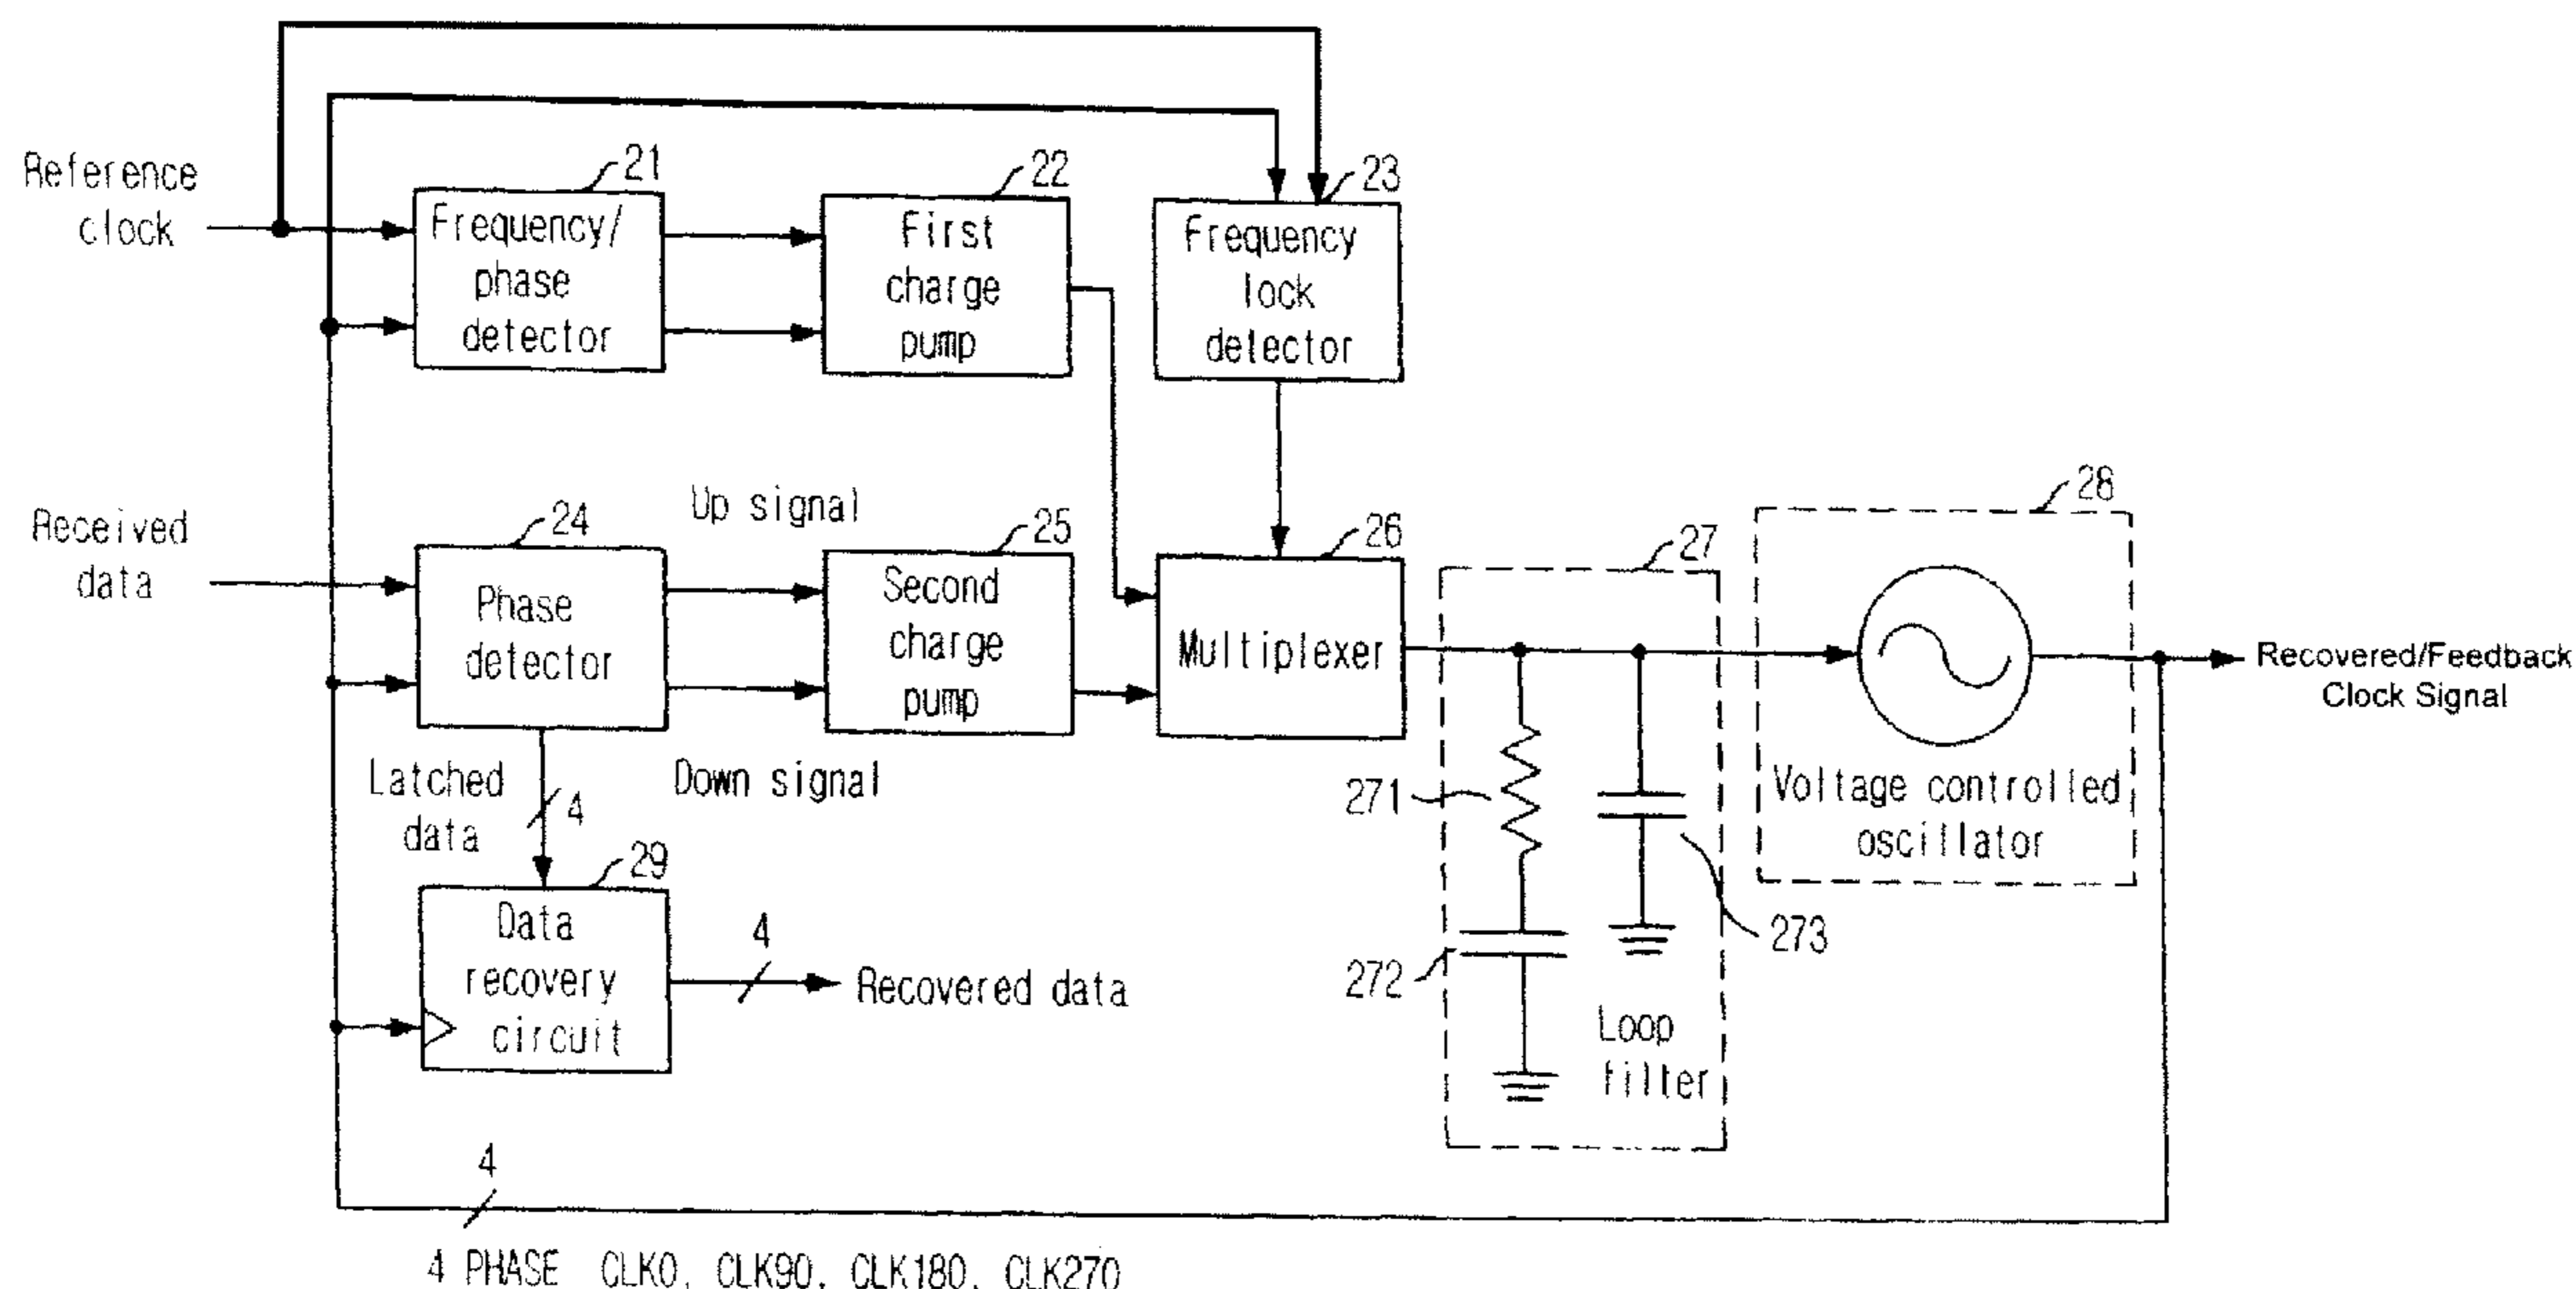 Reference
clock
21
Frequency/
phase
detector
22
First
charge
pump
23
Frequency
lock
detector
Received
data
Up signal
24
Phase
detector
25
Second
charge
pump
26
Multiplexer
27
28
Recovered/Feedback
Clock Signal
Voltage controlled
oscillator
Latched
data
4
Down signal
271
272
273
Loop
filter
29
Data
recovery
circuit
4
Recovered data
4
4 PHASE CLK0, CLK90, CLK180, CLK270